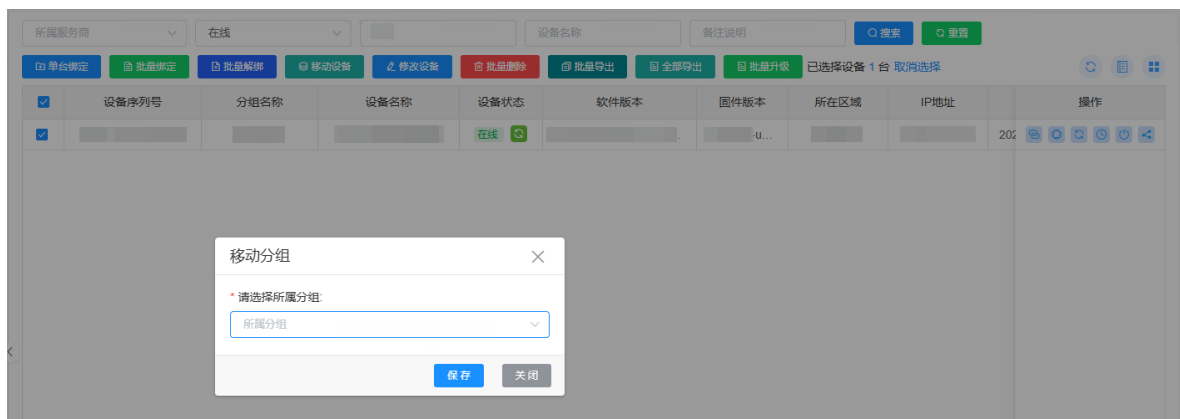 所属服务商 在线 设备名称 备注说明 搜索 重置
单台绑定 批量绑定 批量解绑 移动设备 修改设备 批量删除 批量导出 全部导出 批量升级 已选择设备 1 台 取消选择
设备序列号 分组名称 设备名称 设备状态 软件版本 固件版本 所在区域 IP地址 操作
在线 . -u... 202
移动分组
* 请选择所属分组:
所属分组
保存 关闭